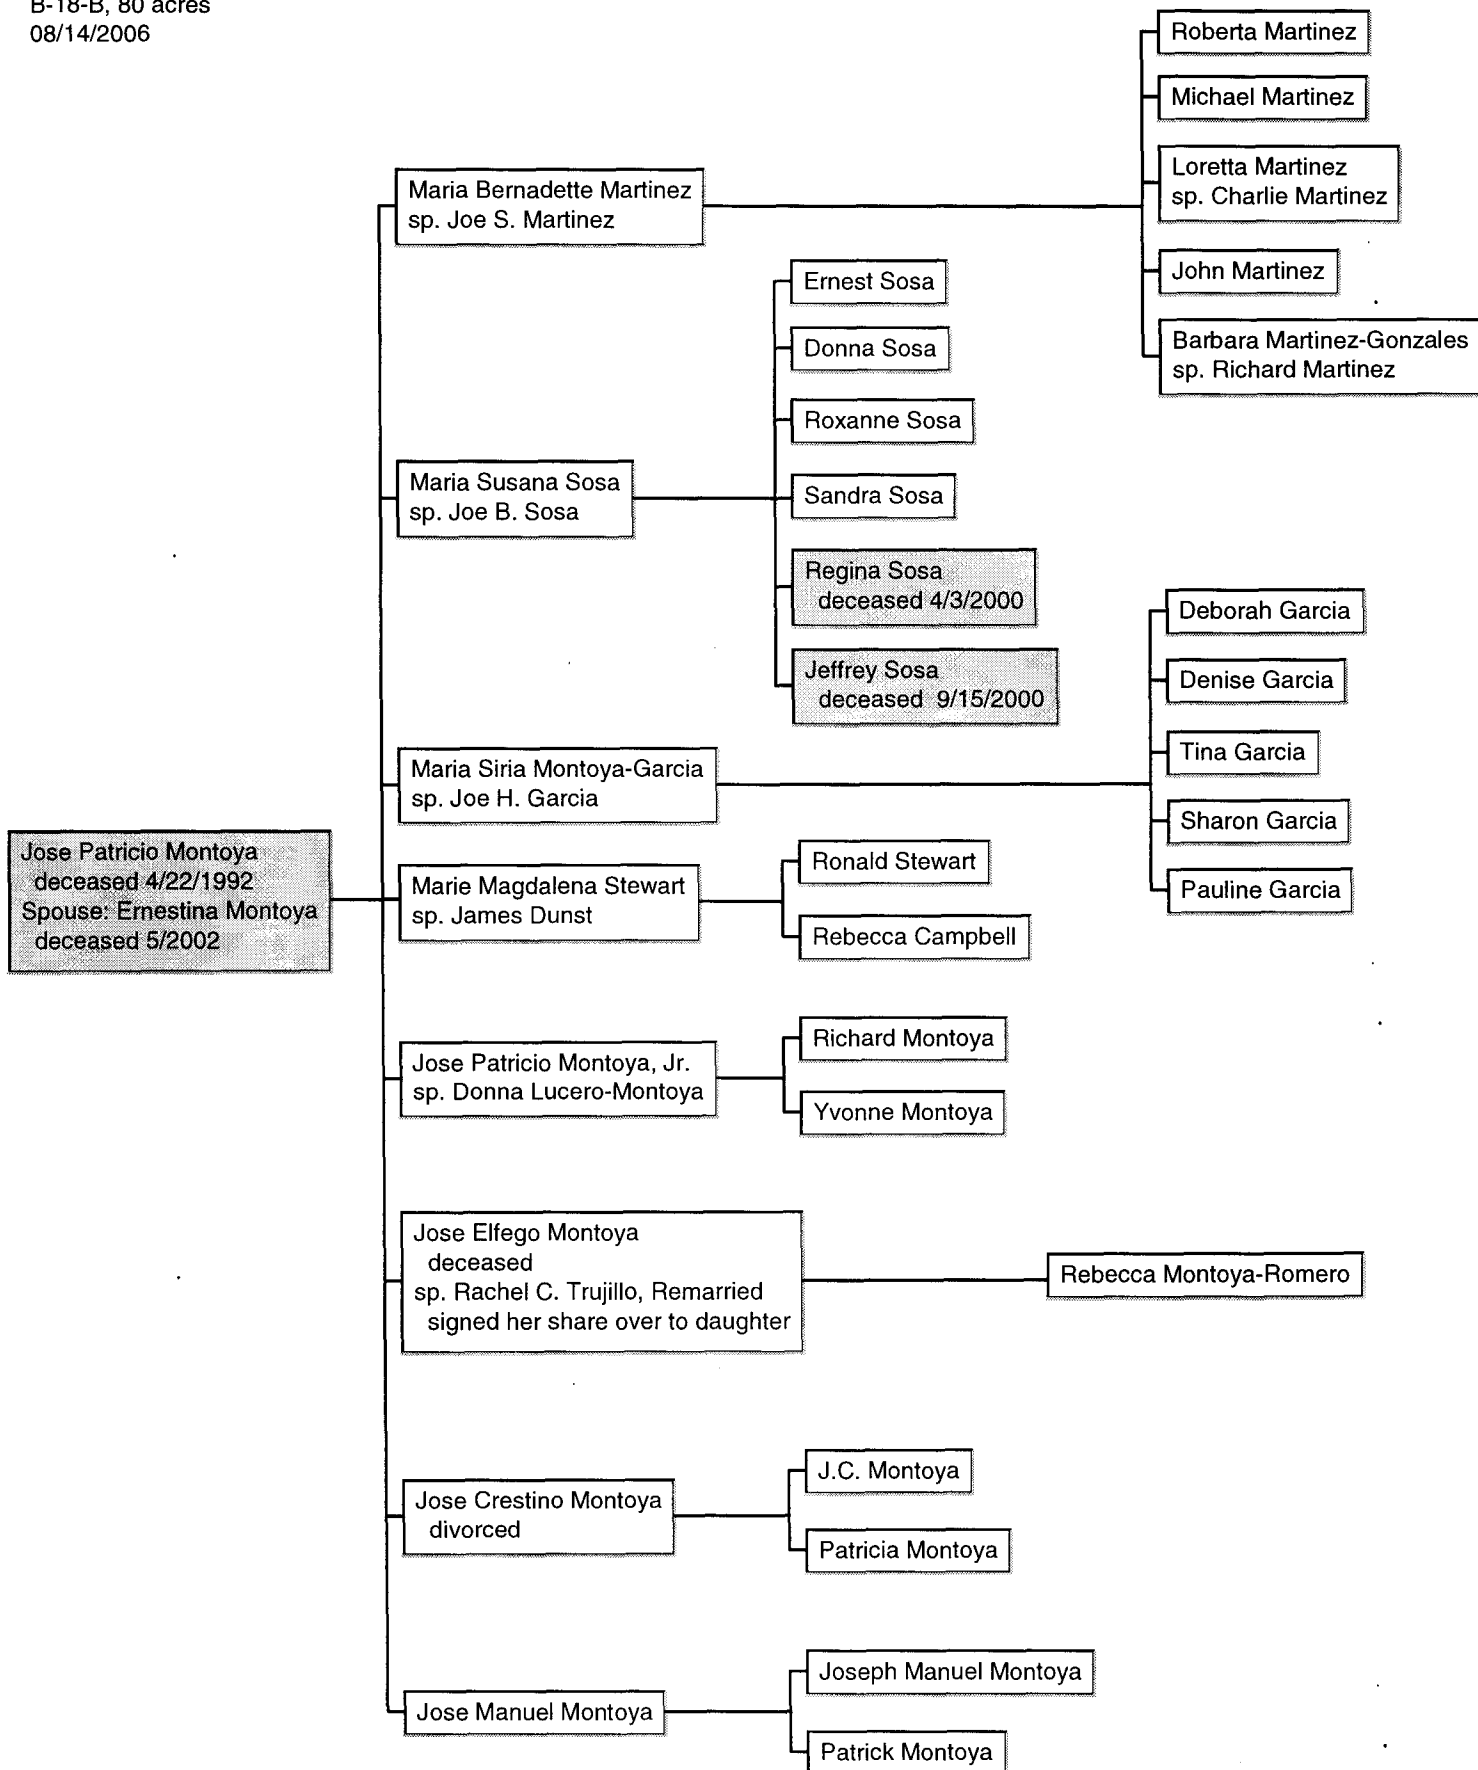 B-18-B, 80 acres
08/14/2006
Roberta Martinez
Michael Martinez
Loretta Martinez
sp. Charlie Martinez
John Martinez
Barbara Martinez-Gonzales
sp. Richard Martinez
Maria Bernadette Martinez
sp. Joe S. Martinez
Ernest Sosa
Donna Sosa
Roxanne Sosa
Sandra Sosa
Regina Sosa
deceased 4/3/2000
Jeffrey Sosa
deceased 9/15/2000
Maria Susana Sosa
sp. Joe B. Sosa
Deborah Garcia
Denise Garcia
Tina Garcia
Sharon Garcia
Pauline Garcia
Maria Siria Montoya-Garcia
sp. Joe H. Garcia
Jose Patricio Montoya
deceased 4/22/1992
Spouse: Ernestina Montoya
deceased 5/2002
Marie Magdalena Stewart
sp. James Dunst
Ronald Stewart
Rebecca Campbell
Jose Patricio Montoya, Jr.
sp. Donna Lucero-Montoya
Richard Montoya
Yvonne Montoya
Jose Elfego Montoya
deceased
sp. Rachel C. Trujillo, Remarried
signed her share over to daughter
Rebecca Montoya-Romero
Jose Crestino Montoya
divorced
J.C. Montoya
Patricia Montoya
Jose Manuel Montoya
Joseph Manuel Montoya
Patrick Montoya